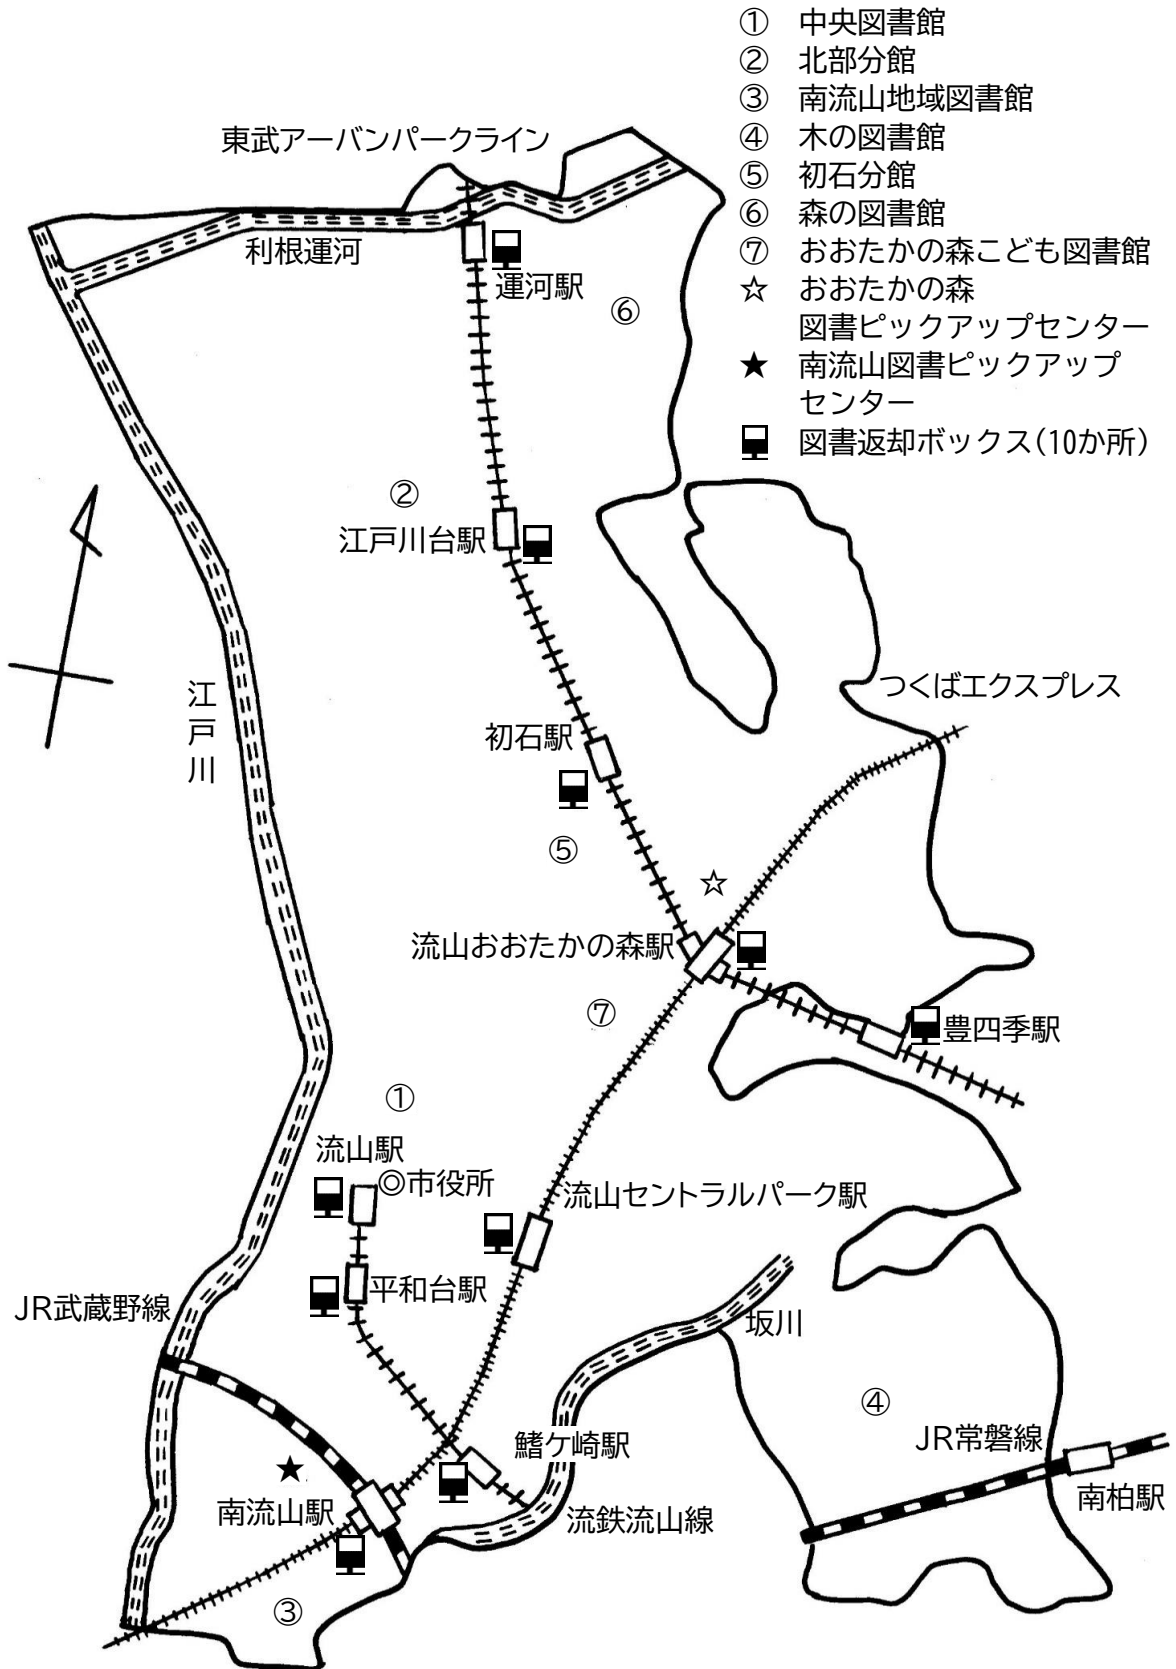 ① 中央図書館
② 北部分館
③ 南流山地域図書館
④ 木の図書館
⑤ 初石分館
⑥ 森の図書館
⑦ おおたかの森こども図書館
☆ おおたかの森
図書ピックアップセンター
★ 南流山図書ピックアップ
センター
図書返却ボックス(10か所)
東武アーバンパークライン
利根運河
運河駅
⑥
②
江戸川台駅
江戸川
つくばエクスプレス
初石駅
⑤
☆
流山おおたかの森駅
⑦
豊四季駅
①
流山駅
◎市役所
流山セントラルパーク駅
平和台駅
JR武蔵野線
坂川
④
JR常磐線
鰭ケ崎駅
★
南流山駅
南柏駅
流鉄流山線
③